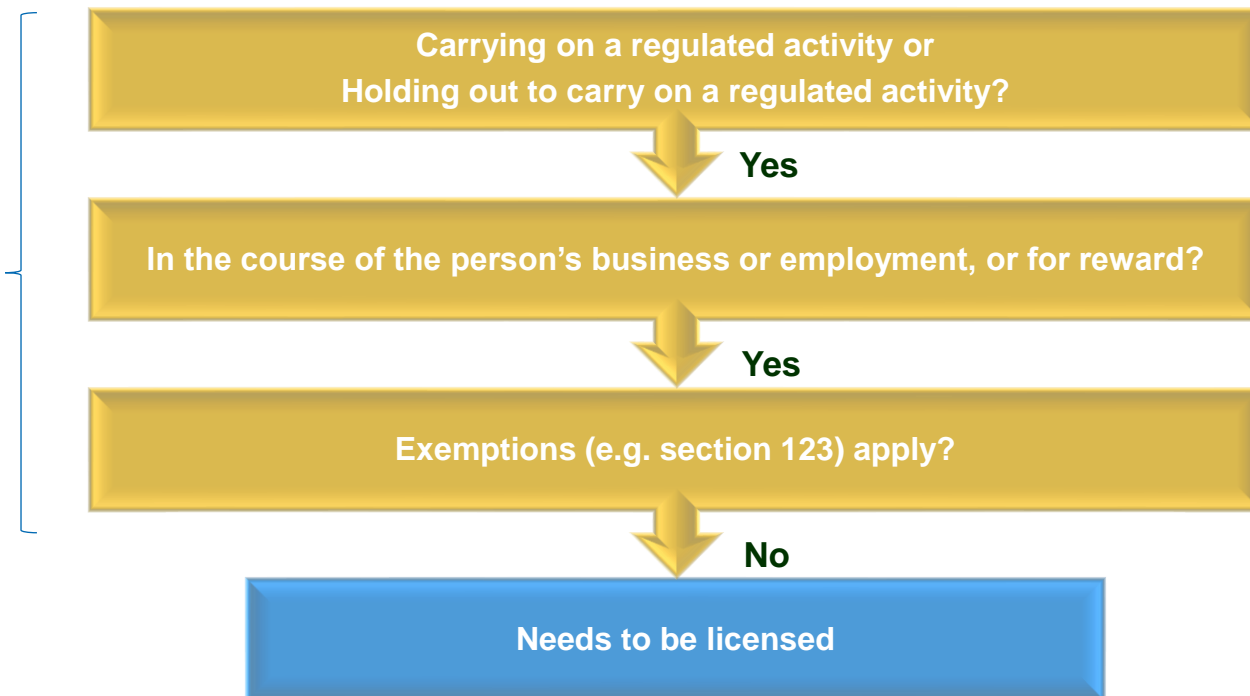 Carrying on a regulated activity or
Holding out to carry on a regulated activity?
Yes
In the course of the person’s business or employment, or for reward?
Yes
Exemptions (e.g. section 123) apply?
No
Needs to be licensed